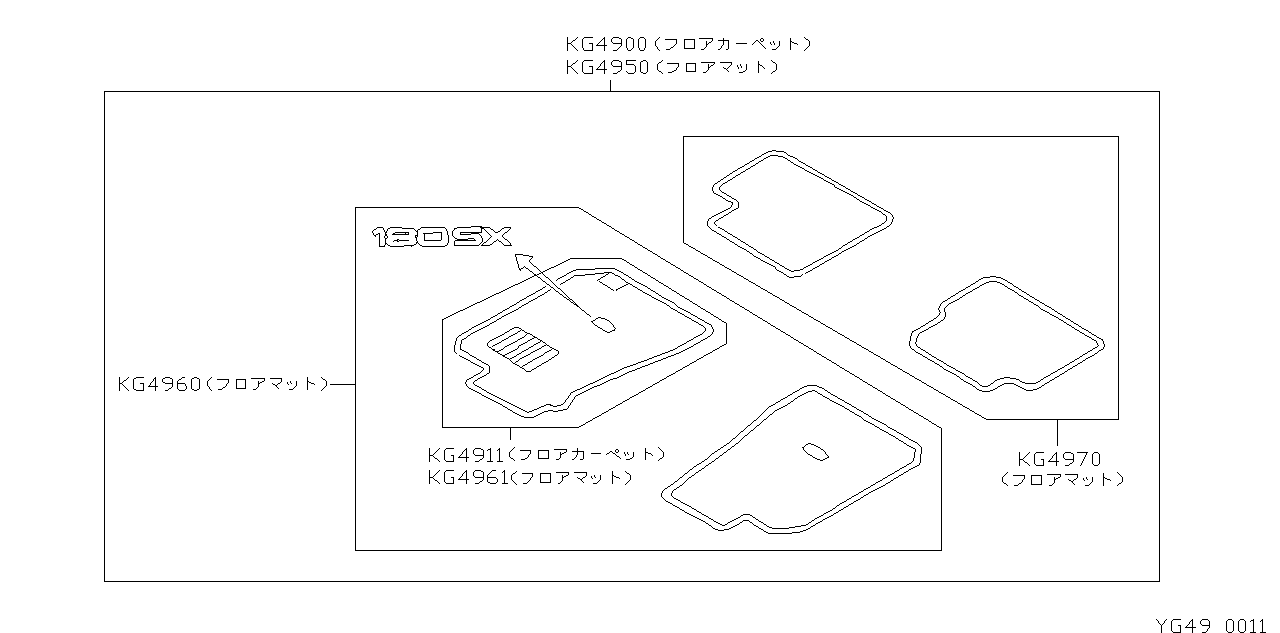 KG4900(フロアカーペット)
KG4950(フロアマット)
180SX
KG4960(フロアマット)
KG4911(フロアカーペット)
KG4961(フロアマット)
KG4970
(フロアマット)
YG49 0011